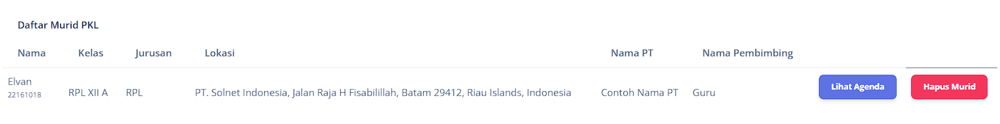 Daftar Murid PKL
Nama Kelas Jurusan Lokasi Nama PT Nama Pembimbing
Elvan
22161018
RPL XII A RPL PT. Solnet Indonesia, Jalan Raja H Fisabilillah, Batam 29412, Riau Islands, Indonesia Contoh Nama PT Guru
Lihat Agenda Hapus Murid